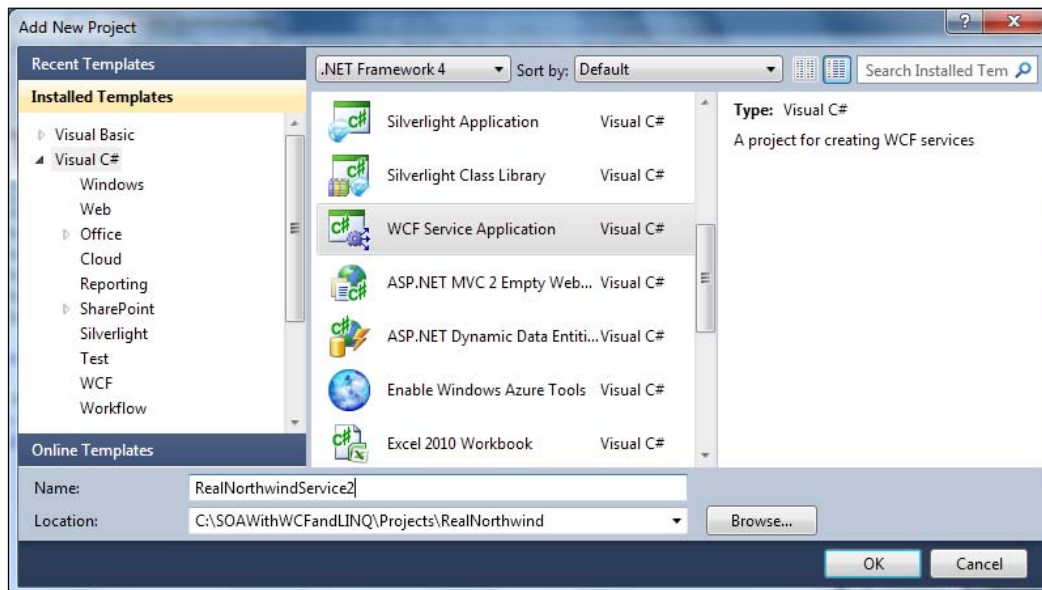 Add New Project
Recent Templates
Installed Templates
Visual Basic
Visual C#
Windows
Web
Office
Cloud
Reporting
SharePoint
Silverlight
Test
WCF
Workflow
Online Templates
.NET Framework 4 Sort by: Default Search Installed Tem
Silverlight Application Visual C#
Silverlight Class Library Visual C#
WCF Service Application Visual C#
ASP.NET MVC 2 Empty Web... Visual C#
ASP.NET Dynamic Data Entiti... Visual C#
Enable Windows Azure Tools Visual C#
Excel 2010 Workbook Visual C#
Type: Visual C#
A project for creating WCF services
Name: RealNorthwindService2
Location: C:\SOAWithWCFandLINQ\Projects\RealNorthwind Browse...
OK Cancel